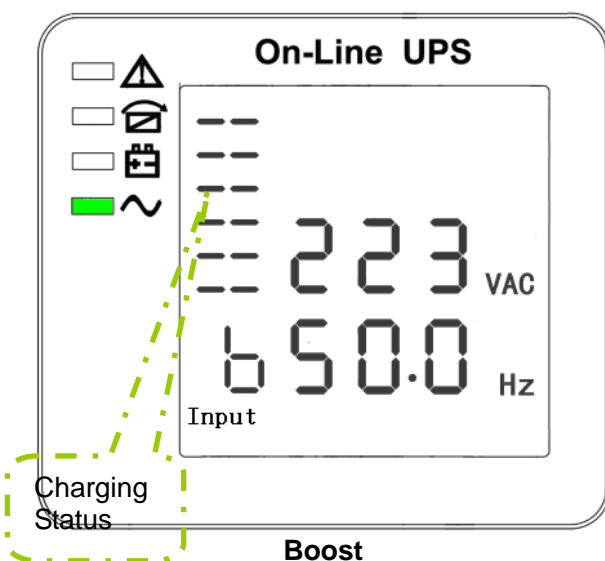 On-Line UPS
223 VAC
b 50.0 Hz
Input
Charging
Status
Boost